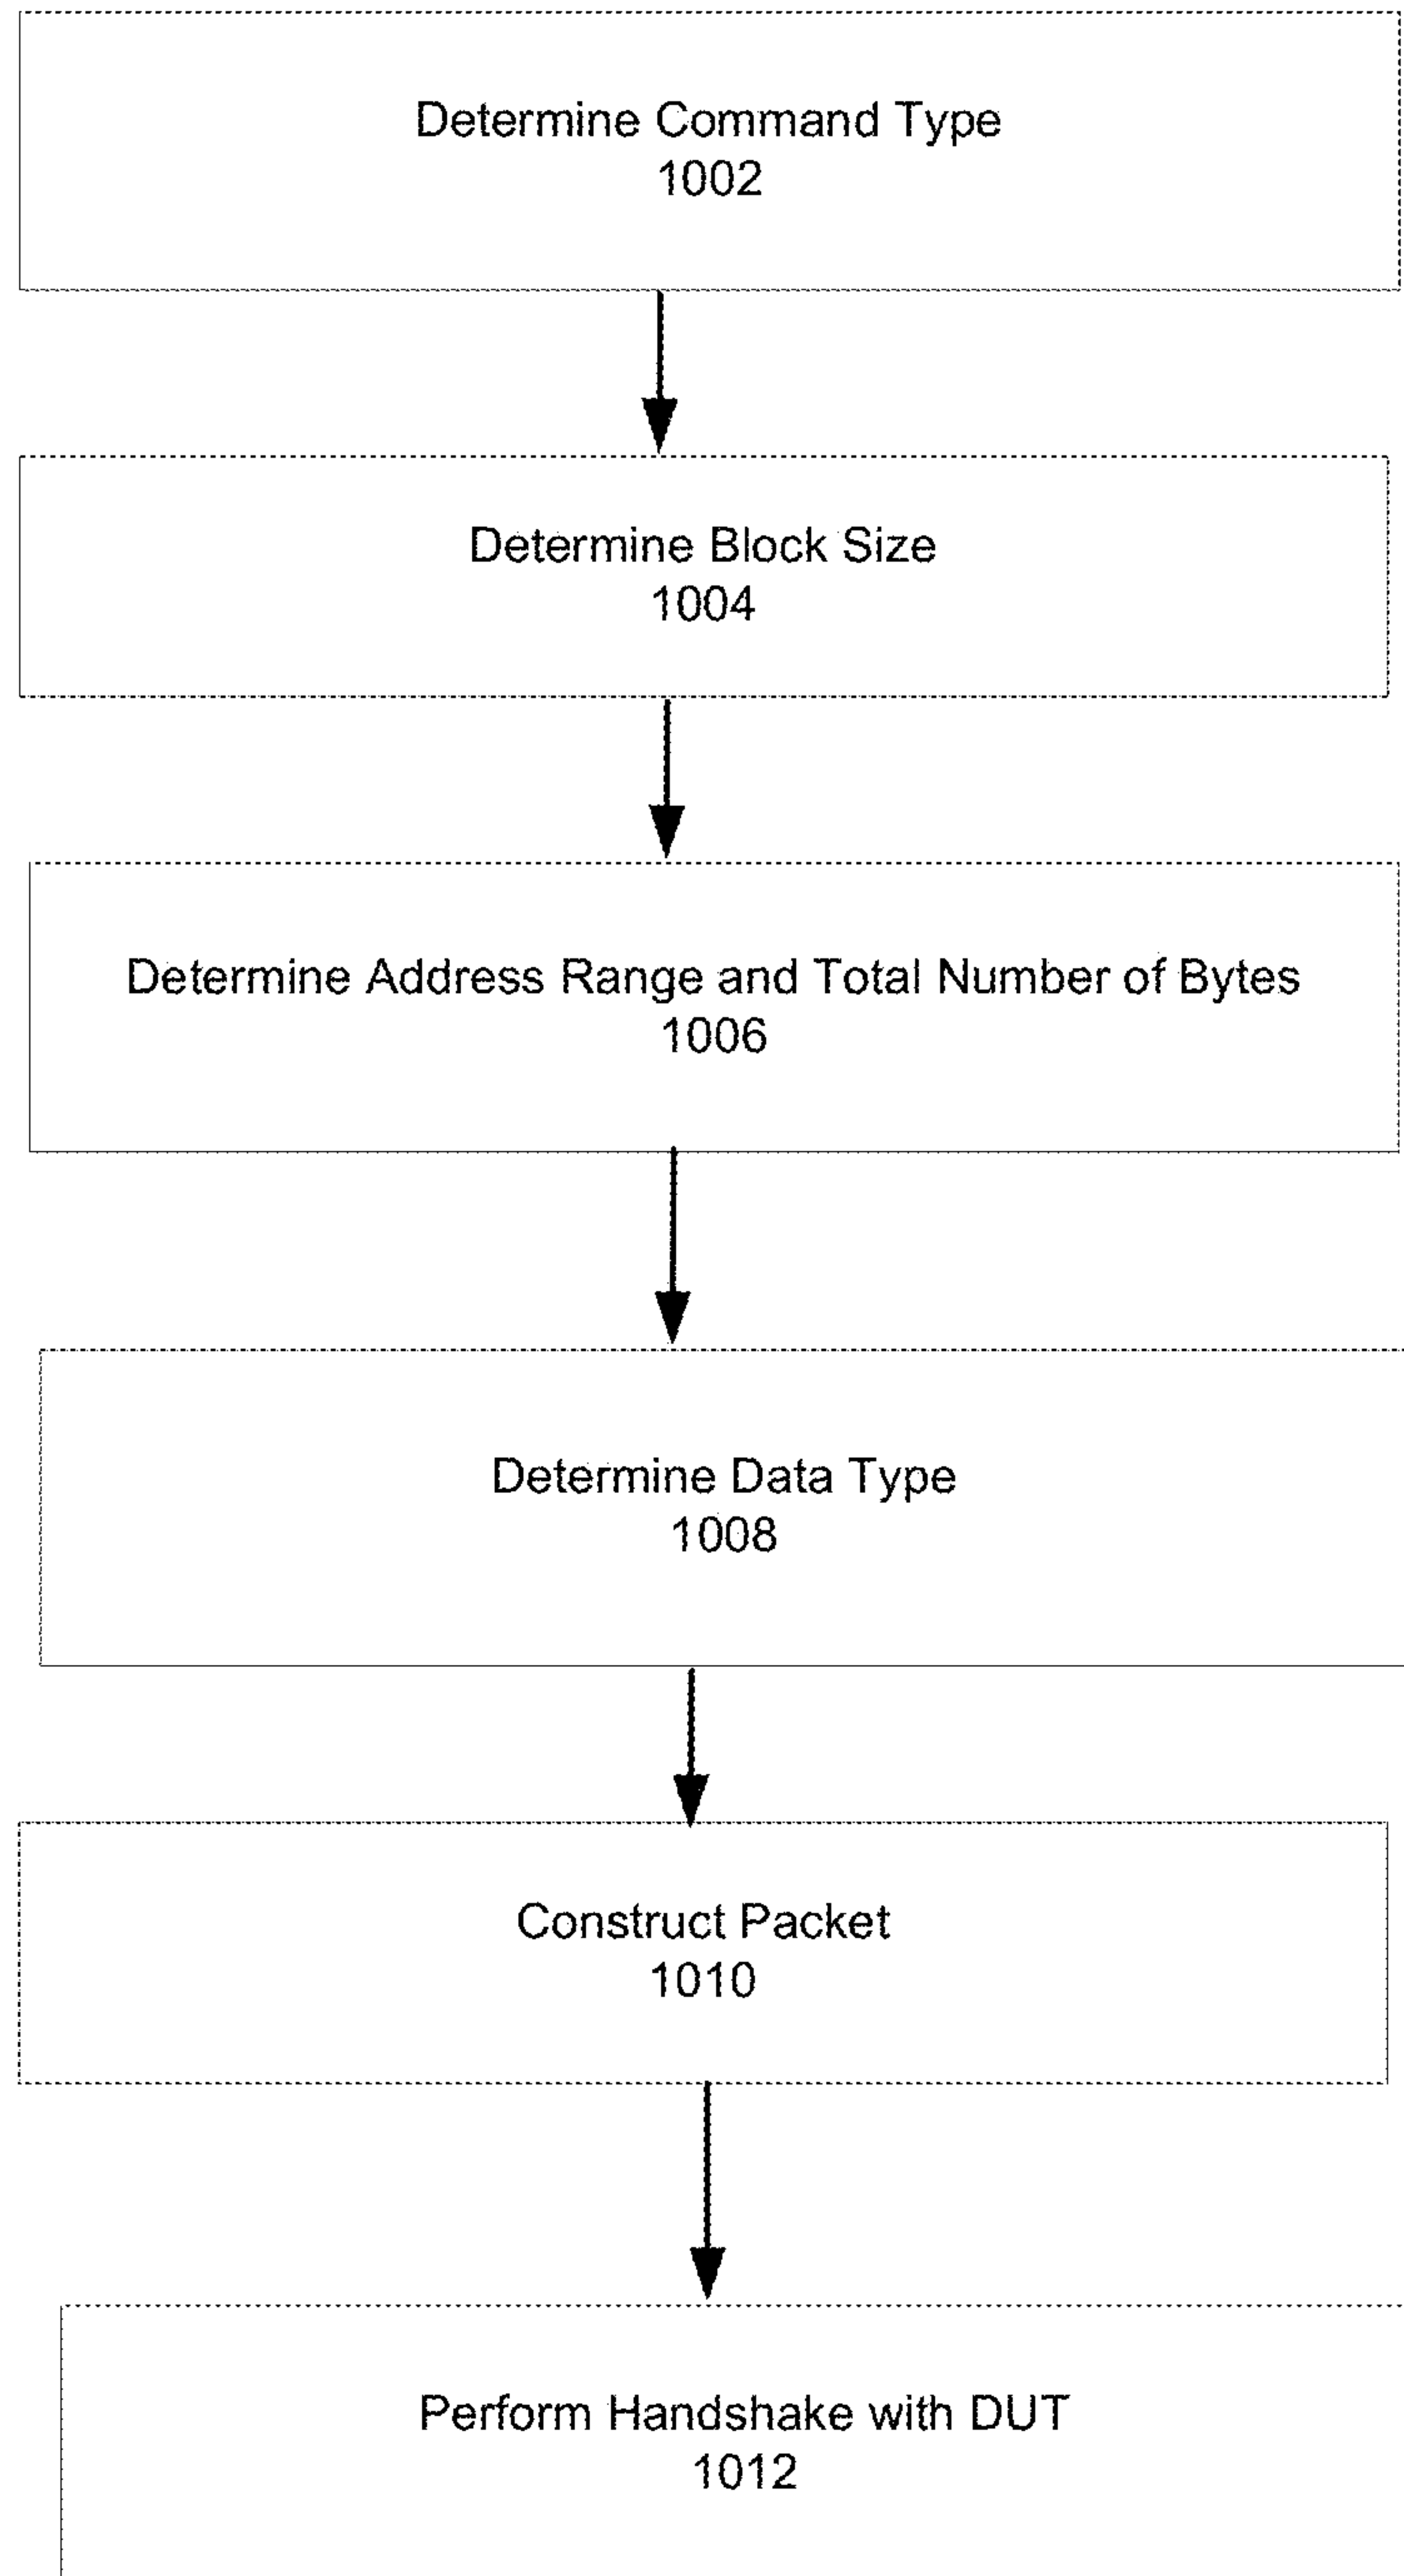 Determine Command Type
1002
Determine Block Size
1004
Determine Address Range and Total Number of Bytes
1006
Determine Data Type
1008
Construct Packet
1010
Perform Handshake with DUT
1012